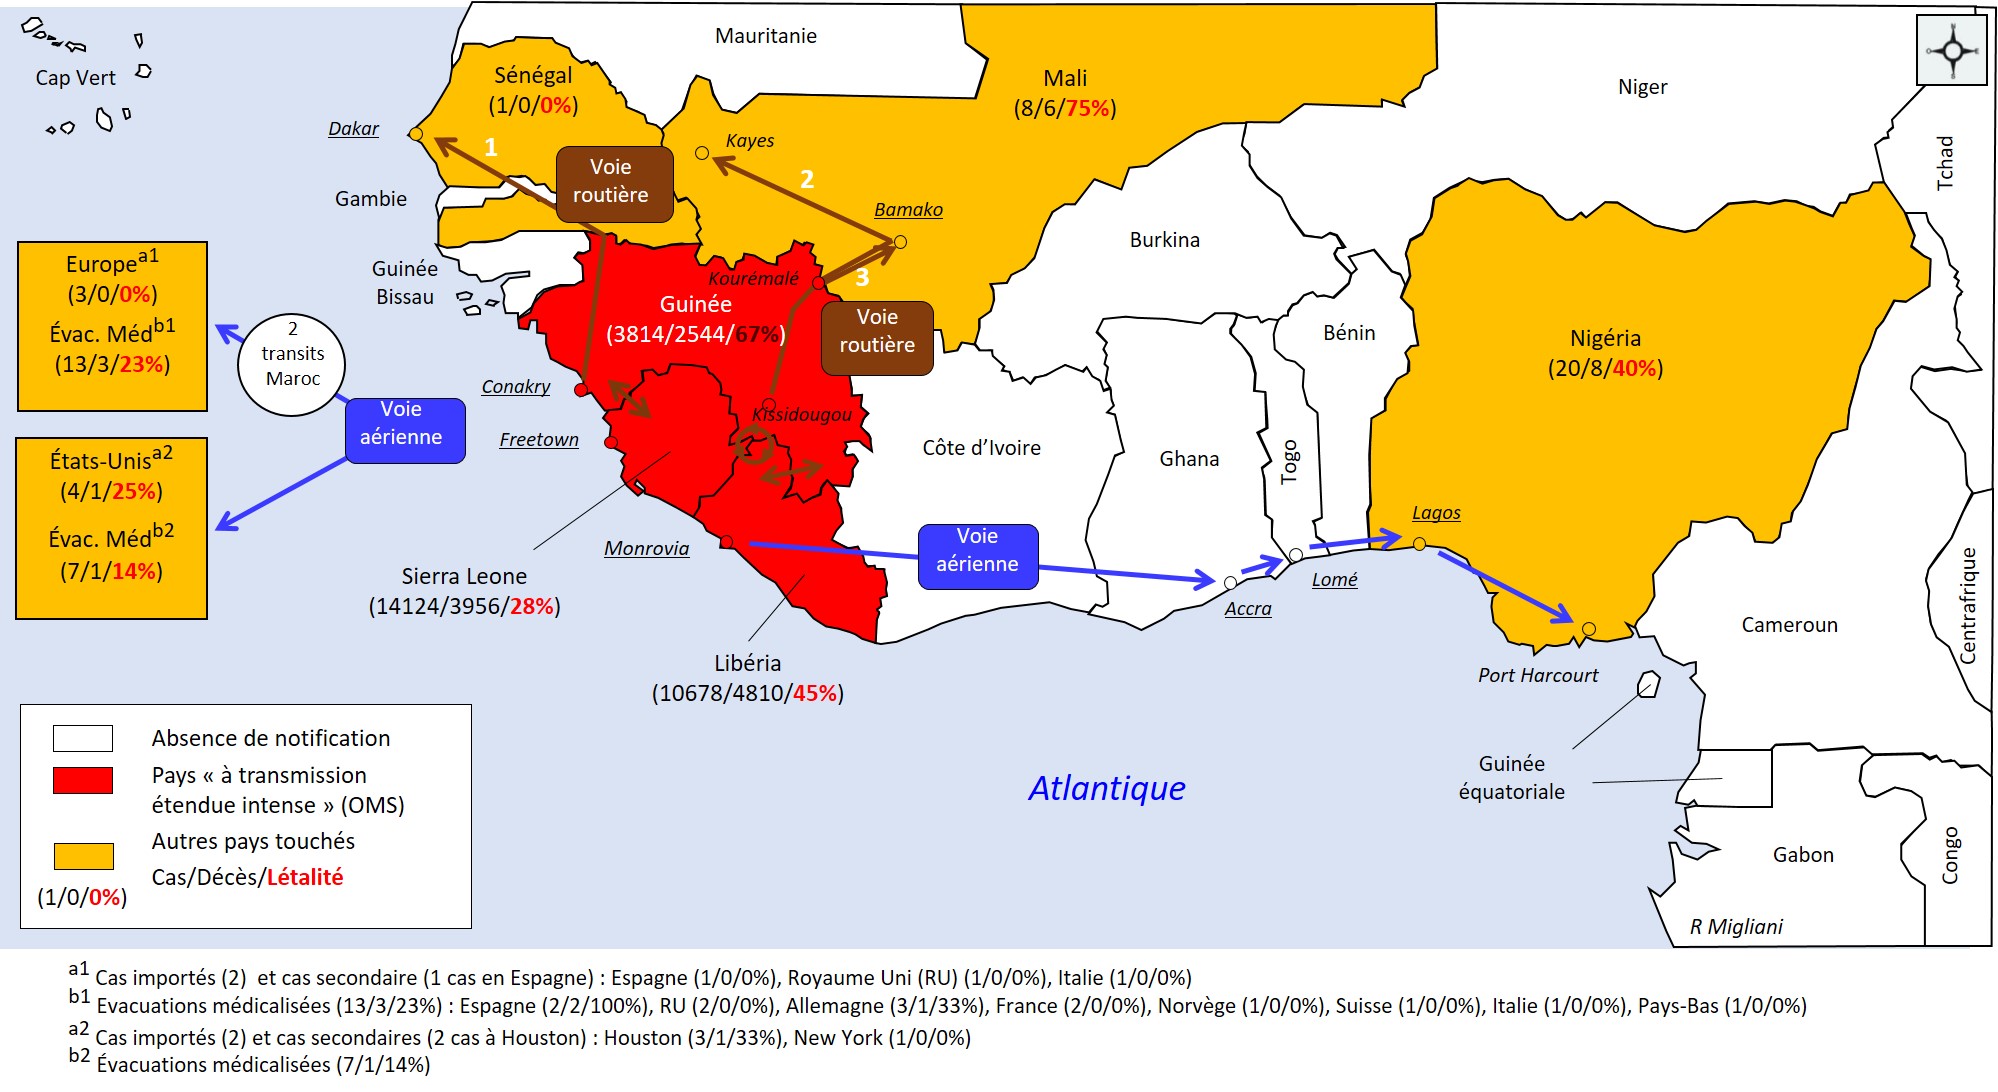 Mauritanie
Cap Vert
Sénégal
(1/0/0%)
Mali
(8/6/75%)
Niger
Tchad
Dakar
1
Kayes
Voie
routière
2
Gambie
Bamako
Burkina
Europea1
(3/0/0%)
Évac. Médb1
(13/3/23%)
Guinée
Bissau
Kourémalé
3
Guinée
(3814/2544/67%)
Voie
routière
2
transits
Maroc
Bénin
Nigéria
(20/8/40%)
Conakry
Voie
aérienne
Kissidougou
Freetown
Côte d’Ivoire
Ghana
Togo
États-Unisa2
(4/1/25%)
Évac. Médb2
(7/1/14%)
Lagos
Monrovia
Voie
aérienne
Sierra Leone
(14124/3956/28%)
Accra
Lomé
Centrafrique
Cameroun
Libéria
(10678/4810/45%)
Port Harcourt
Guinée
équatoriale
Atlantique
Absence de notification
Pays « à transmission
étendue intense » (OMS)
Autres pays touchés
Cas/Décès/Létalité
(1/0/0%)
Gabon
Congo
R Migliani
a1 Cas importés (2) et cas secondaire (1 cas en Espagne) : Espagne (1/0/0%), Royaume Uni (RU) (1/0/0%), Italie (1/0/0%)
b1 Evacuations médicalisées (13/3/23%) : Espagne (2/2/100%), RU (2/0/0%), Allemagne (3/1/33%), France (2/0/0%), Norvège (1/0/0%), Suisse (1/0/0%), Italie (1/0/0%), Pays-Bas (1/0/0%)
a2 Cas importés (2) et cas secondaires (2 cas à Houston) : Houston (3/1/33%), New York (1/0/0%)
b2 Évacuations médicalisées (7/1/14%)